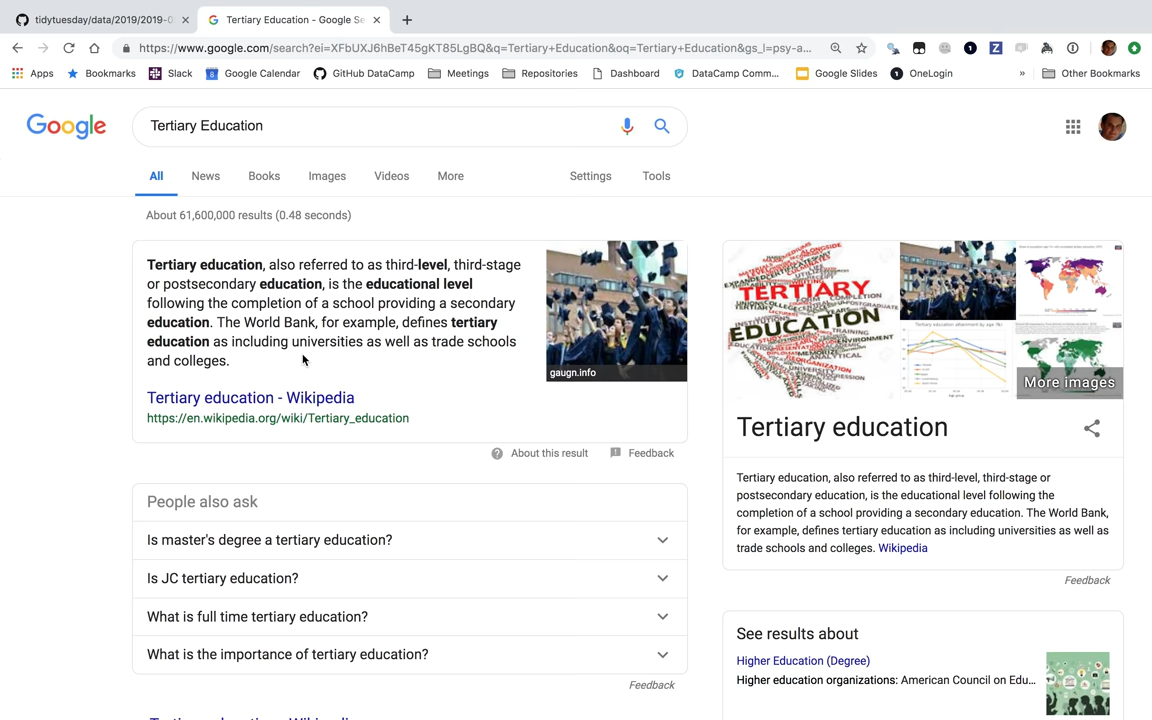 tidytuesday/data/2019/2019-0
Tertiary Education - Google Se
https://www.google.com/search?ei=XFbUXJ6hBeT45gKT85LgBQ&q=Tertiary+Education&oq=Tertiary+Education&gs_l=psy-a...
Apps Bookmarks Slack Google Calendar GitHub DataCamp Meetings Repositories Dashboard DataCamp Comm... Google Slides OneLogin » Other Bookmarks
Google Tertiary Education
All News Books Images Videos More Settings Tools
About 61,600,000 results (0.48 seconds)
Tertiary education, also referred to as third-level, third-stage
or postsecondary education, is the educational level
following the completion of a school providing a secondary
education. The World Bank, for example, defines tertiary
education as including universities as well as trade schools
and colleges.
gaugn.info
Tertiary education - Wikipedia
https://en.wikipedia.org/wiki/Tertiary_education
About this result Feedback
People also ask
Is master's degree a tertiary education?
Is JC tertiary education?
What is full time tertiary education?
What is the importance of tertiary education?
Feedback
TERTIARY
EDUCATION
More images
Tertiary education
Tertiary education, also referred to as third-level, third-stage or
postsecondary education, is the educational level following the
completion of a school providing a secondary education. The World Bank,
for example, defines tertiary education as including universities as well as
trade schools and colleges. Wikipedia
Feedback
See results about
Higher Education (Degree)
Higher education organizations: American Council on Edu...